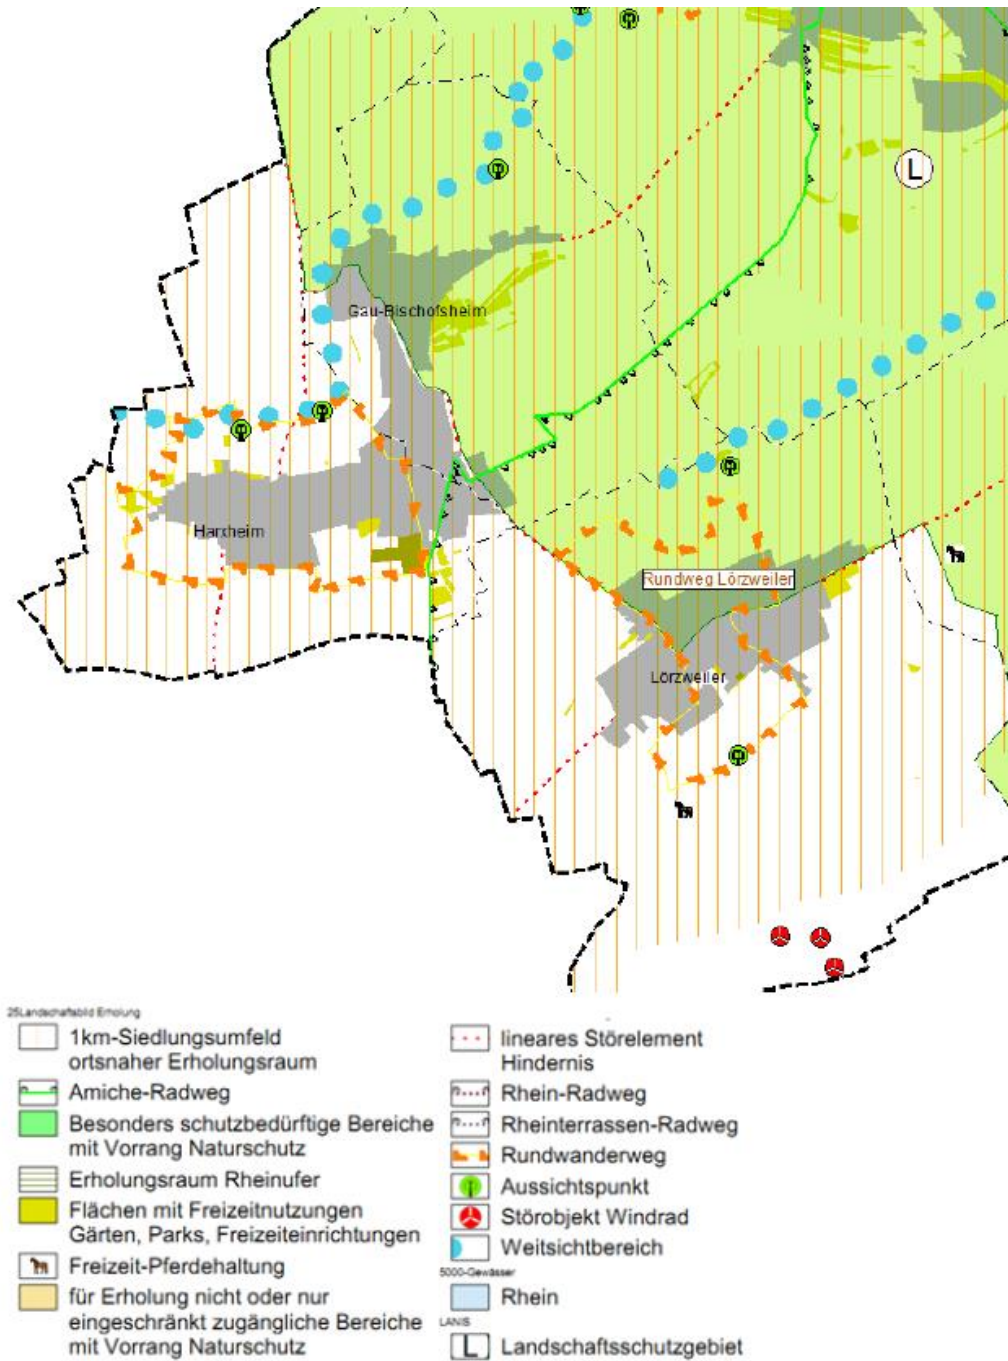 L
Gau-Bischofsheim
Harxheim
Rundweg Lörzweiler
Lörzweiler
25Landschaftsbild Erholung
1km-Siedlungsumfeld
ortsnaher Erholungsraum
Amiche-Radweg
Besonders schutzbedürftige Bereiche
mit Vorrang Naturschutz
Erholungsraum Rheinufer
Flächen mit Freizeitnutzungen
Gärten, Parks, Freizeiteinrichtungen
Freizeit-Pferdehaltung
für Erholung nicht oder nur
eingeschränkt zugängliche Bereiche
mit Vorrang Naturschutz
lineares Störelement
Hindernis
Rhein-Radweg
Rheinterrassen-Radweg
Rundwanderweg
Aussichtspunkt
Störobjekt Windrad
Weitsichtbereich
5000-Gewässer
Rhein
LANIS
L Landschaftsschutzgebiet